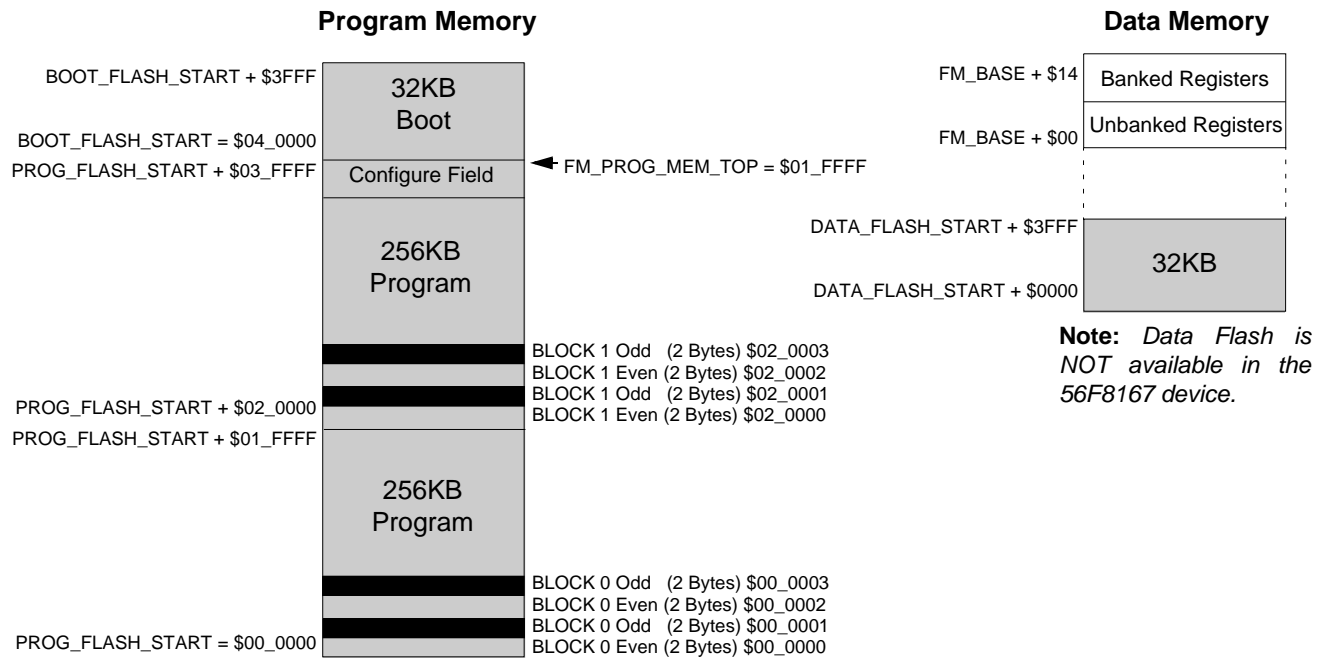 Program Memory
Data Memory
BOOT_FLASH_START + $3FFF
32KB
Boot
BOOT_FLASH_START = $04_0000
PROG_FLASH_START + $03_FFFF
Configure Field
FM_PROG_MEM_TOP = $01_FFFF
256KB
Program
BLOCK 1 Odd (2 Bytes) $02_0003
BLOCK 1 Even (2 Bytes) $02_0002
BLOCK 1 Odd (2 Bytes) $02_0001
BLOCK 1 Even (2 Bytes) $02_0000
PROG_FLASH_START + $02_0000
PROG_FLASH_START + $01_FFFF
256KB
Program
BLOCK 0 Odd (2 Bytes) $00_0003
BLOCK 0 Even (2 Bytes) $00_0002
BLOCK 0 Odd (2 Bytes) $00_0001
BLOCK 0 Even (2 Bytes) $00_0000
PROG_FLASH_START = $00_0000
FM_BASE + $14
Banked Registers
Unbanked Registers
FM_BASE + $00
DATA_FLASH_START + $3FFF
32KB
DATA_FLASH_START + $0000
Note: Data Flash is
NOT available in the
56F8167 device.